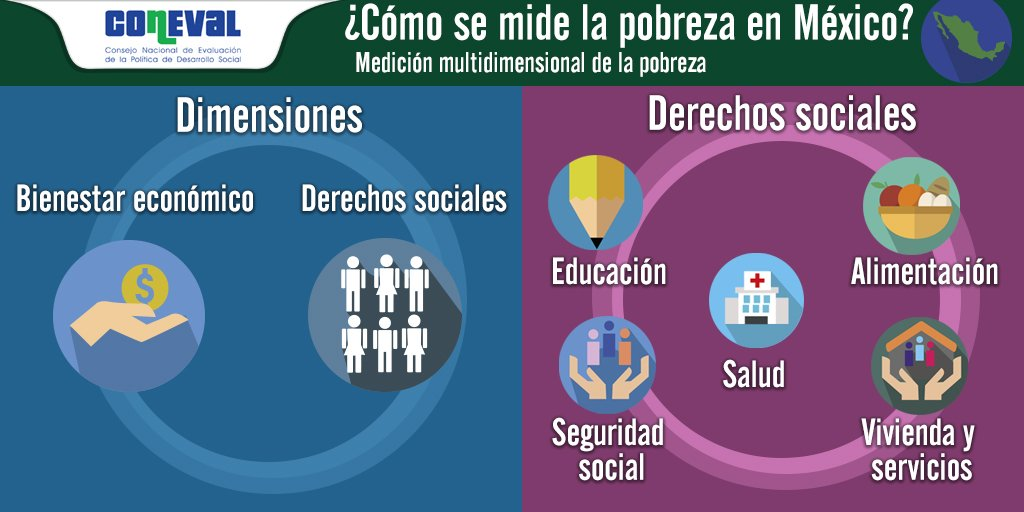 CONEVAL
Consejo Nacional de Evaluación
de la Política de Desarrollo Social
¿Cómo se mide la pobreza en México?
Medición multidimensional de la pobreza
Dimensiones
Bienestar económico
Derechos sociales
$
Derechos sociales
Educación
Alimentación
Salud
Seguridad
social
Vivienda y
servicios